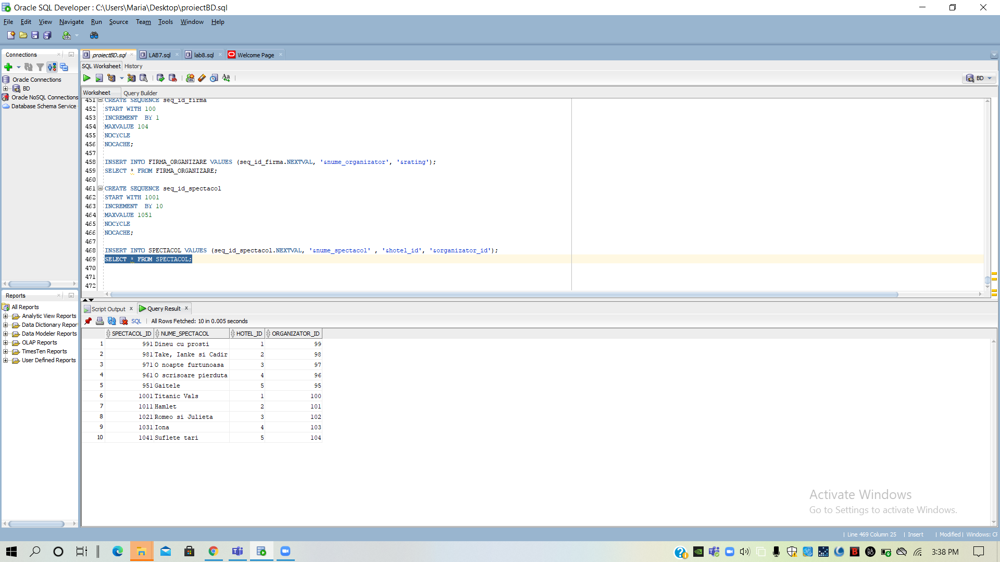 Oracle SQL Developer : C:\Users\Maria\Desktop\proiectBD.sql
File Edit View Navigate Run Source Team Tools Window Help
Connections
Oracle Connections
BD
Oracle NoSQL Connections
Database Schema Service
proiectBD.sql LAB7.sql lab8.sql Welcome Page
SQL Worksheet History
BD
Worksheet Query Builder
451 CREATE SEQUENCE seq_id_firma
452 START WITH 100
453 INCREMENT  BY 1
454 MAXVALUE 104
455 NOCYCLE
456 NOCACHE;
457
458 INSERT INTO FIRMA_ORGANIZARE VALUES (seq_id_firma.NEXTVAL, '&nume_organizator', '&rating');
459 SELECT * FROM FIRMA_ORGANIZARE;
460
461 CREATE SEQUENCE seq_id_spectacol
462 START WITH 1001
463 INCREMENT  BY 10
464 MAXVALUE 1051
465 NOCYCLE
466 NOCACHE;
467
468 INSERT INTO SPECTACOL VALUES (seq_id_spectacol.NEXTVAL, '&nume_spectacol' , '&hotel_id', '&organizator_id');
469 SELECT * FROM SPECTACOL;
470
471
472
Reports
All Reports
Analytic View Reports
Data Dictionary Repor
Data Modeler Reports
OLAP Reports
TimesTen Reports
User Defined Reports
Script Output x Query Result x
SQL | All Rows Fetched: 10 in 0.005 seconds
SPECTACOL_ID NUME_SPECTACOL HOTEL_ID ORGANIZATOR_ID
1 991 Dineu cu prosti 1 99
2 981 Take, Ianke si Cadir 2 98
3 971 O noapte furtunoasa 3 97
4 961 O scrisoare pierduta 4 96
5 951 Gaitele 5 95
6 1001 Titanic Vals 1 100
7 1011 Hamlet 2 101
8 1021 Romeo si Julieta 3 102
9 1031 Iona 4 103
10 1041 Suflete tari 5 104
Activate Windows
Go to Settings to activate Windows.
| Line 469 Column 25 | Insert | Modified | Windows: CF
3:38 PM